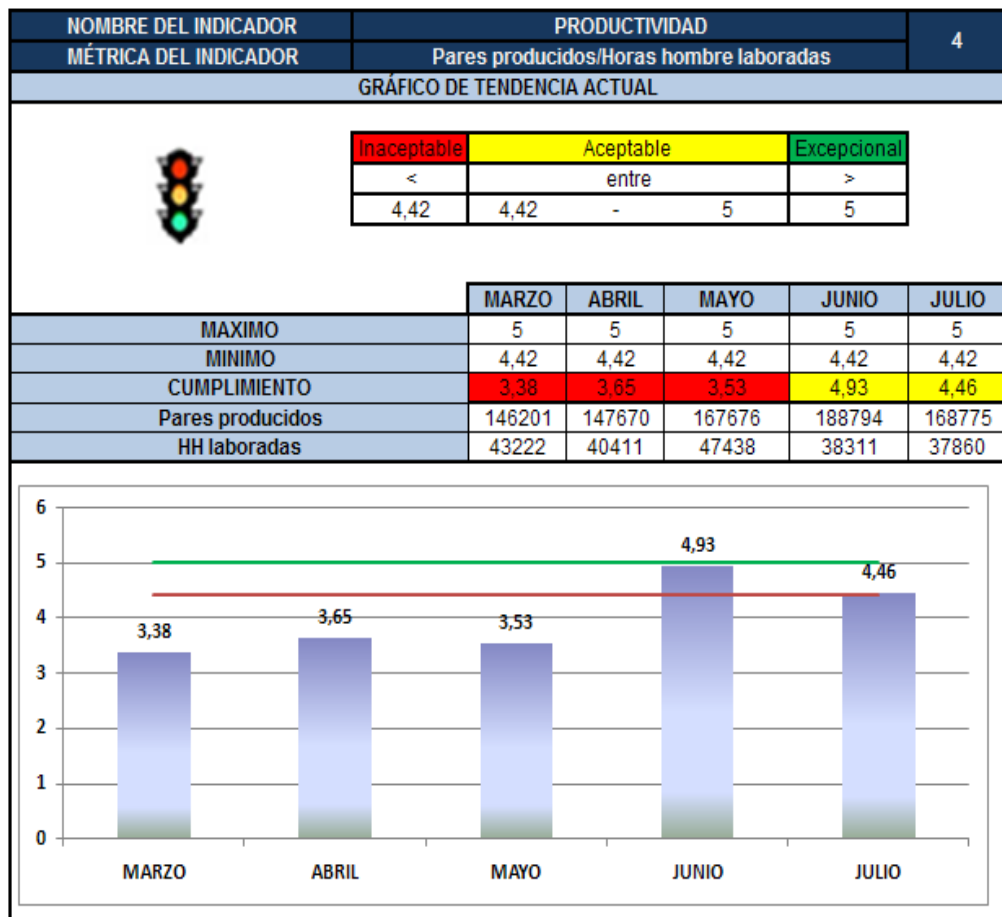 NOMBRE DEL INDICADOR PRODUCTIVIDAD 4
MÉTRICA DEL INDICADOR Pares producidos/Horas hombre laboradas
GRÁFICO DE TENDENCIA ACTUAL
Inaceptable Aceptable Excepcional
< entre >
4,42 4,42 - 5 5
MARZO ABRIL MAYO JUNIO JULIO
MAXIMO 5 5 5 5 5
MINIMO 4,42 4,42 4,42 4,42 4,42
CUMPLIMIENTO 3,38 3,65 3,53 4,93 4,46
Pares producidos 146201 147670 167676 188794 168775
HH laboradas 43222 40411 47438 38311 37860
6
5
4
3
2
1
0
3,38 3,65 3,53 4,93 4,46
MARZO ABRIL MAYO JUNIO JULIO